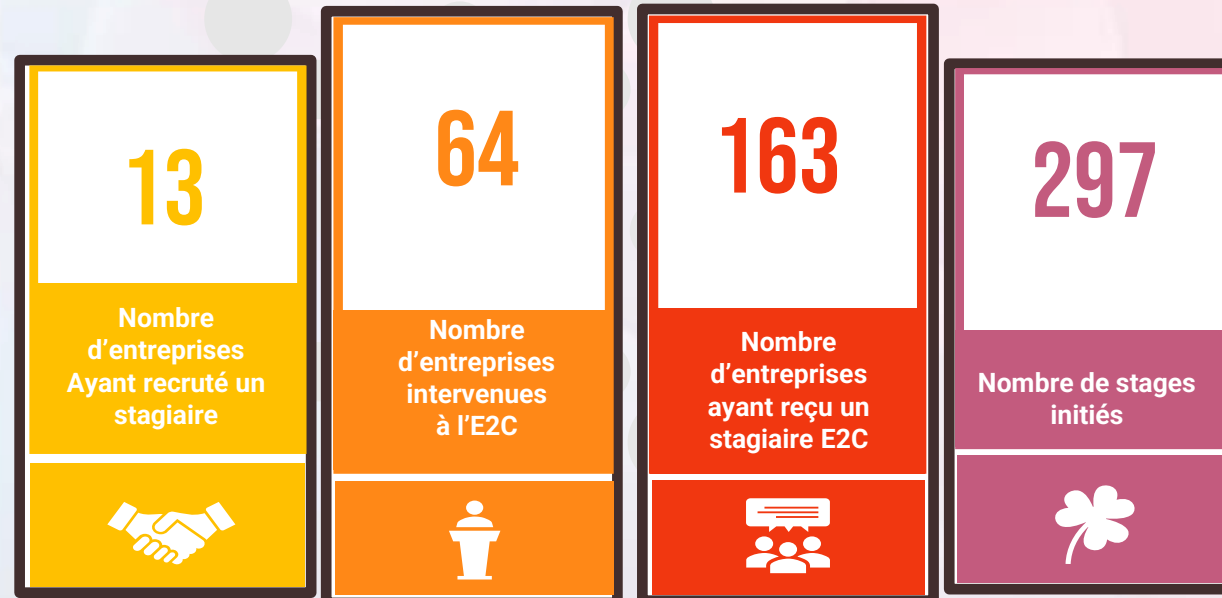 13
Nombre
d’entreprises
Ayant recruté un
stagiaire
64
Nombre
d’entreprises
intervenues
à l’E2C
163
Nombre
d’entreprises
ayant reçu un
stagiaire E2C
297
Nombre de stages
initiés